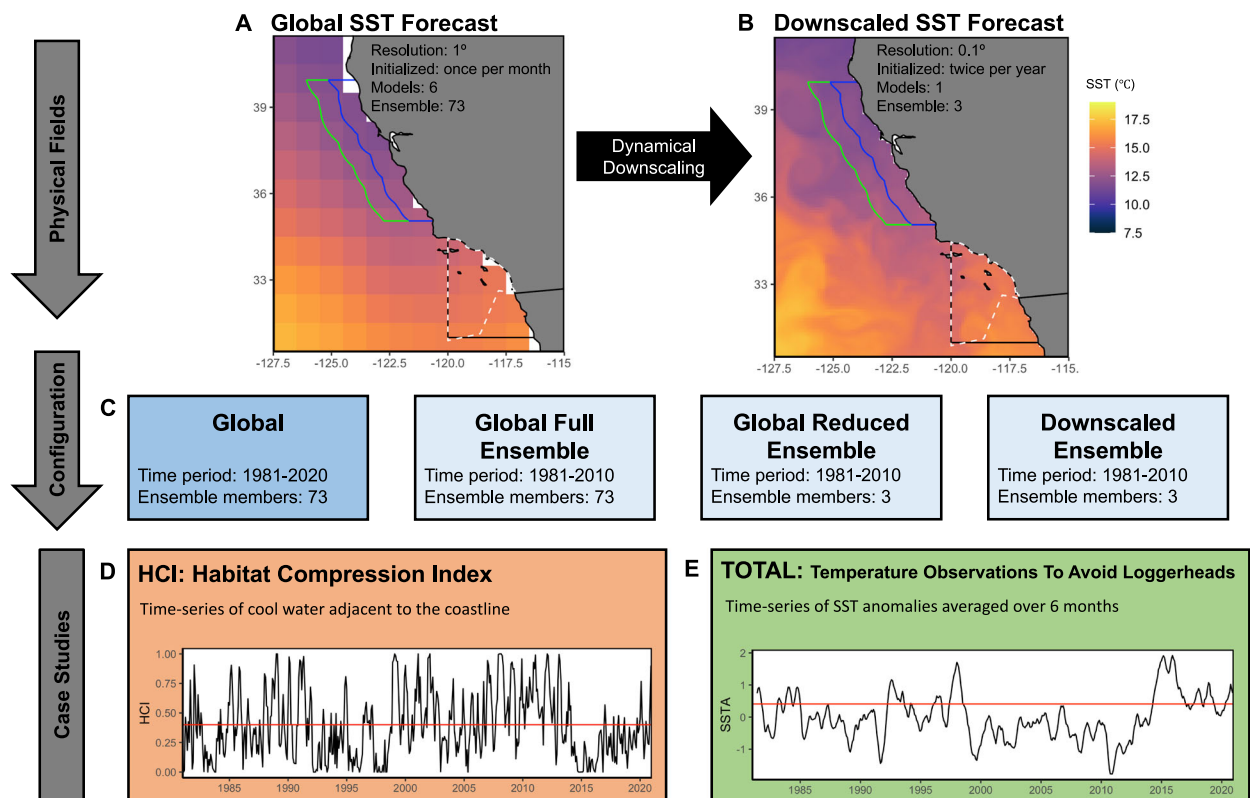 A Global SST Forecast
Resolution: 1º
Initialized: once per month
Models: 6
Ensemble: 73
39
36
33
-127.5
-125.0
-122.5
-120.0
-117.5
-115
Dynamical
Downscaling
B Downscaled SST Forecast
Resolution: 0.1º
Initialized: twice per year
Models: 1
Ensemble: 3
39
36
33
-127.5
-125.0
-122.5
-120.0
-117.5
-115.
SST (℃)
17.5
15.0
12.5
10.0
7.5
Physical Fields
Configuration
C
Global
Time period: 1981-2020
Ensemble members: 73
Global Full
Ensemble
Time period: 1981-2010
Ensemble members: 73
Global Reduced
Ensemble
Time period: 1981-2010
Ensemble members: 3
Downscaled
Ensemble
Time period: 1981-2010
Ensemble members: 3
Case Studies
D HCI: Habitat Compression Index
Time-series of cool water adjacent to the coastline
HCI
1.00
0.75
0.50
0.25
0.00
1985
1990
1995
2000
2005
2010
2015
2020
E TOTAL: Temperature Observations To Avoid Loggerheads
Time-series of SST anomalies averaged over 6 months
SSTA
2
1
0
-1
1985
1990
1995
2000
2005
2010
2015
2020